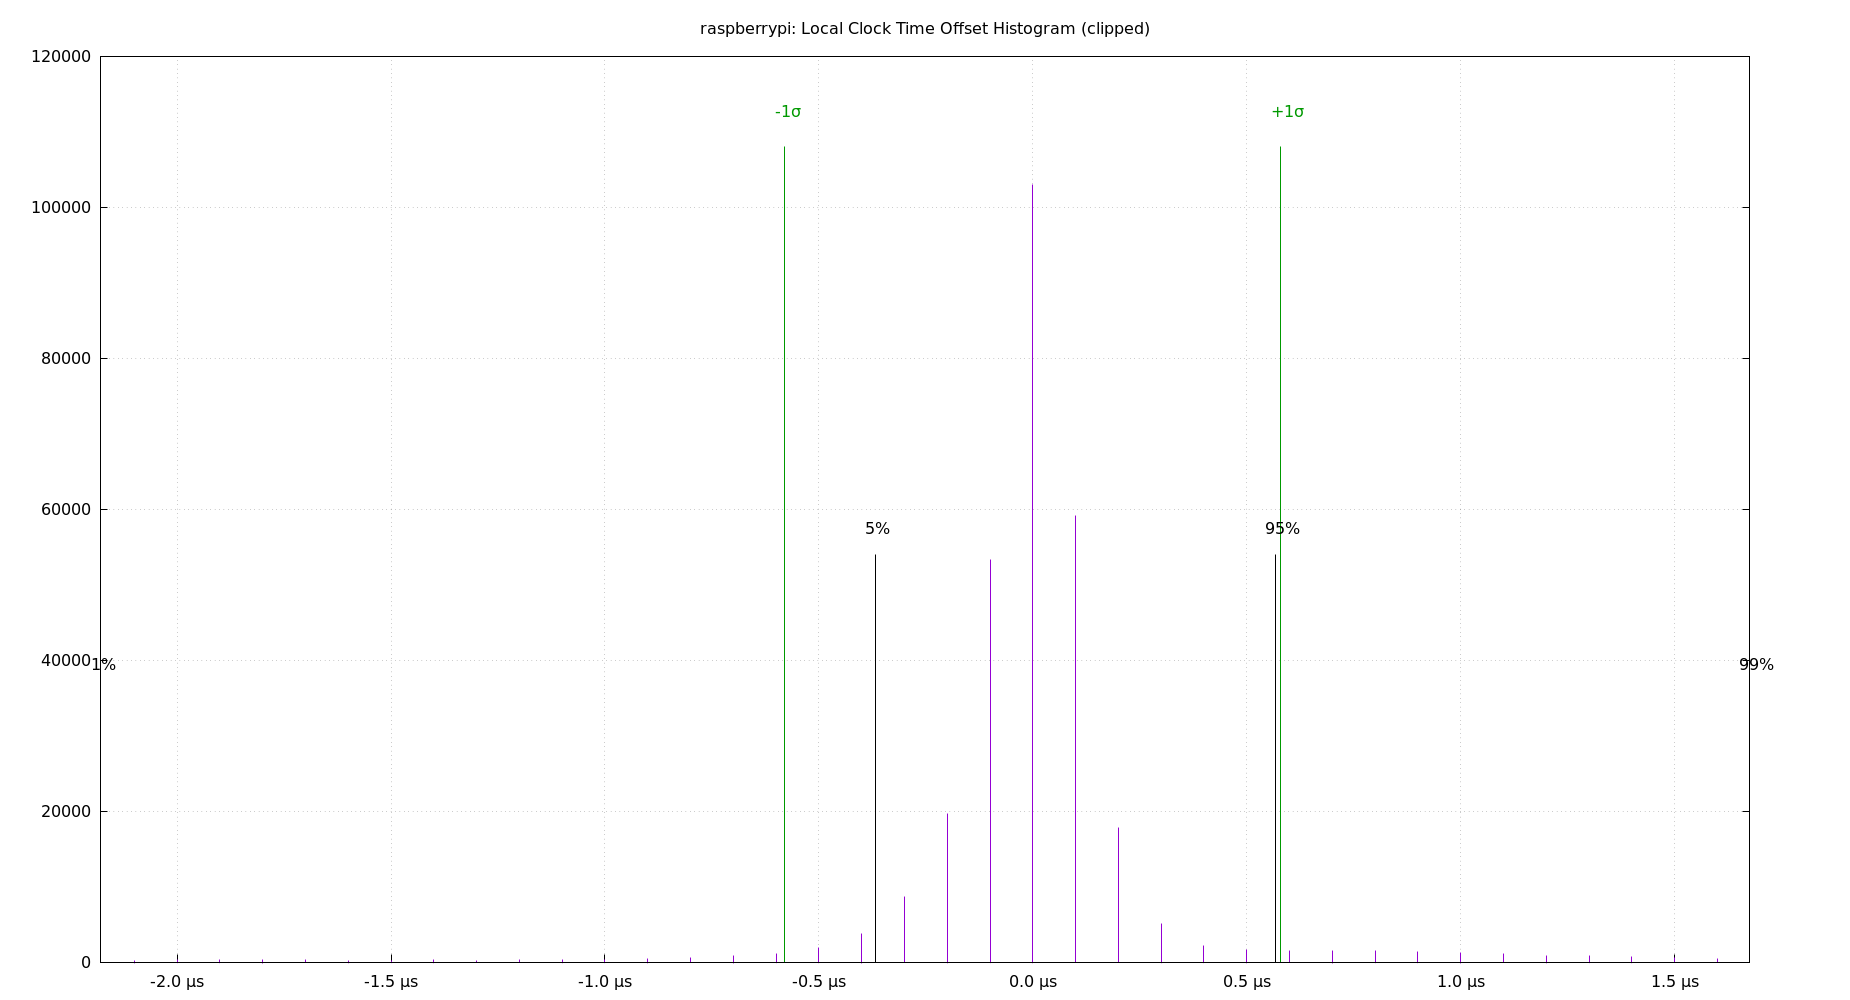 raspberrypi: Local Clock Time Offset Histogram (clipped)
120000
-1σ
+1σ
100000
80000
60000
5%
95%
40000
1%
99%
20000
0
-2.0 µs
-1.5 µs
-1.0 µs
-0.5 µs
0.0 µs
0.5 µs
1.0 µs
1.5 µs